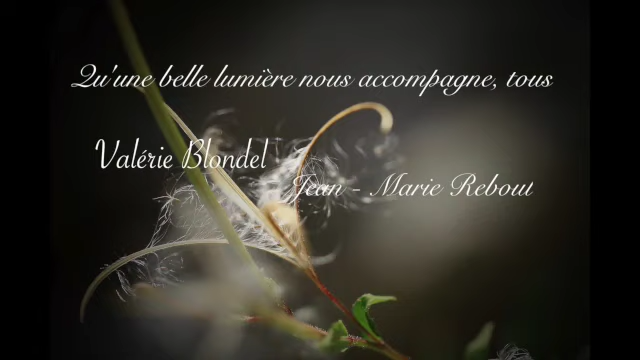 Qu'une belle lumière nous accompagne, tous
Valérie Blondel
Jean - Marie Rebout